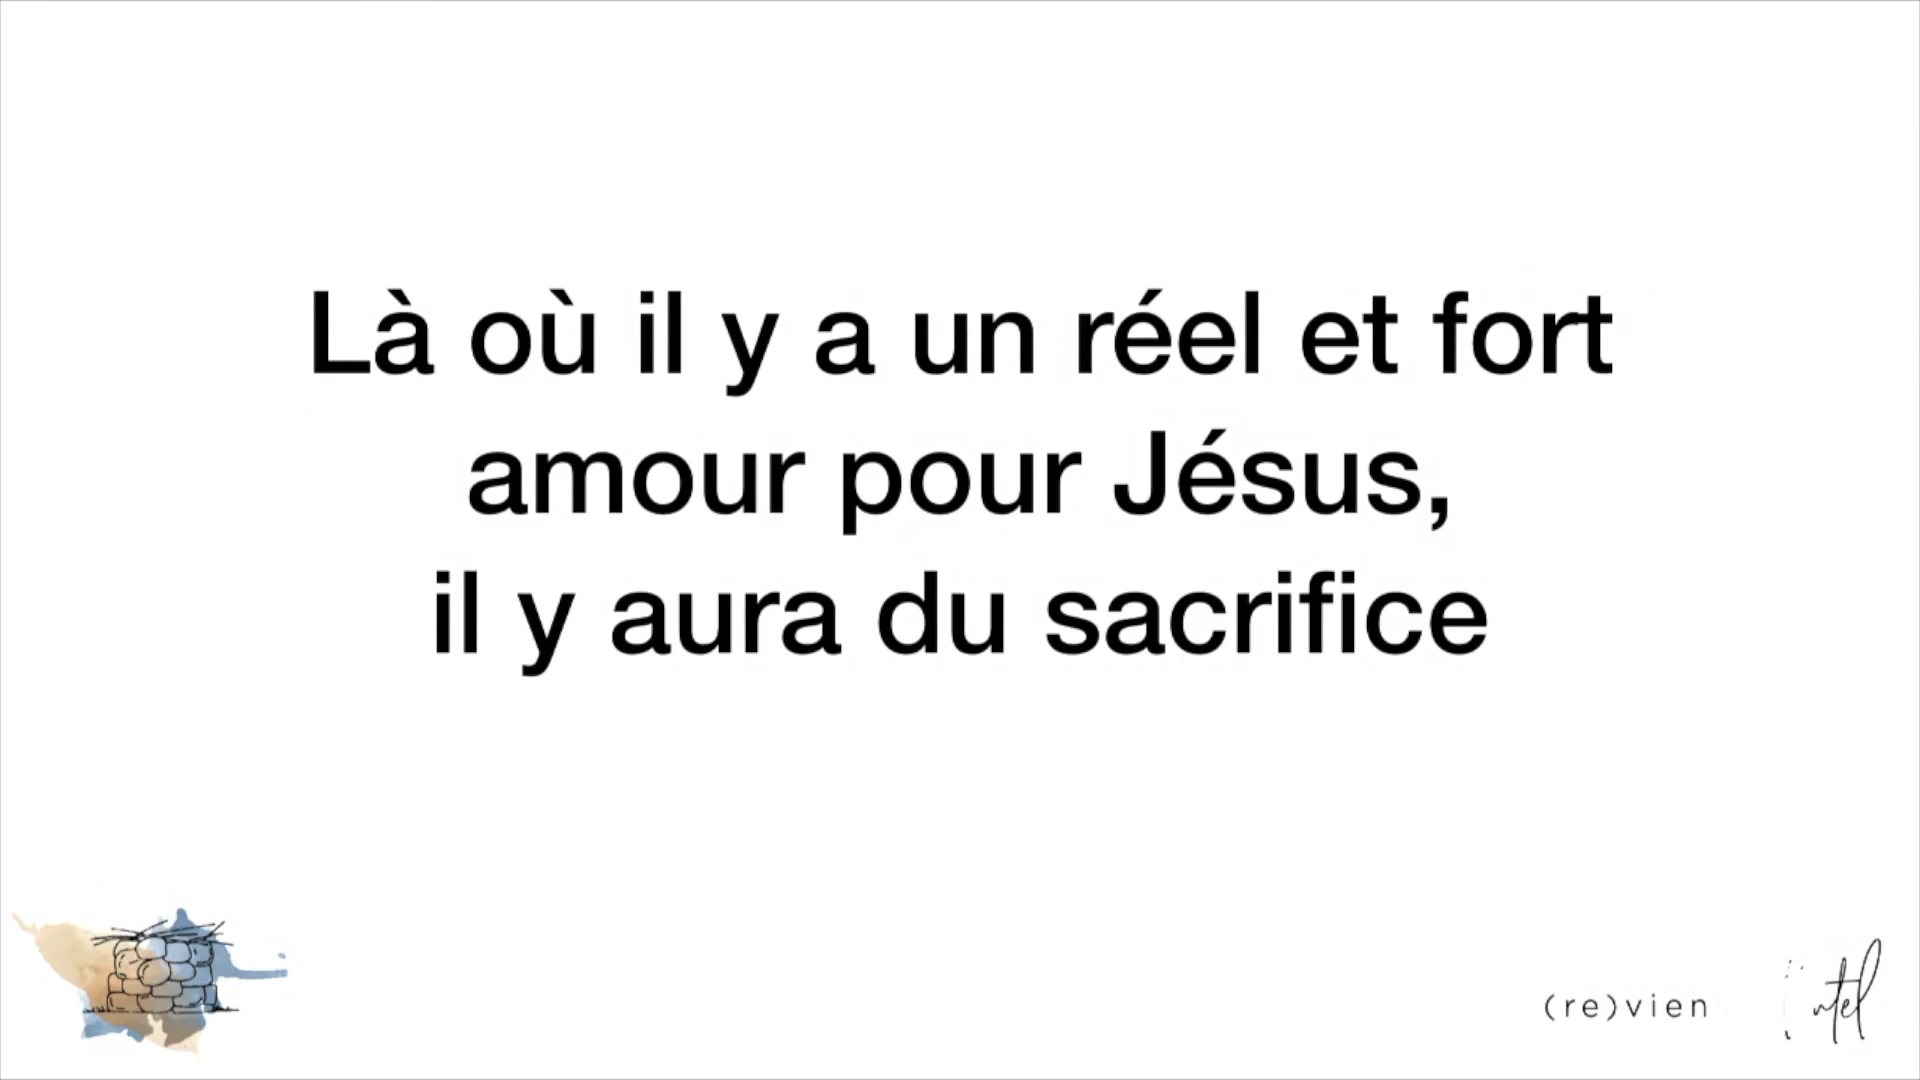 Là où il y a un réel et fort
amour pour Jésus,
il y aura du sacrifice
(re)vien